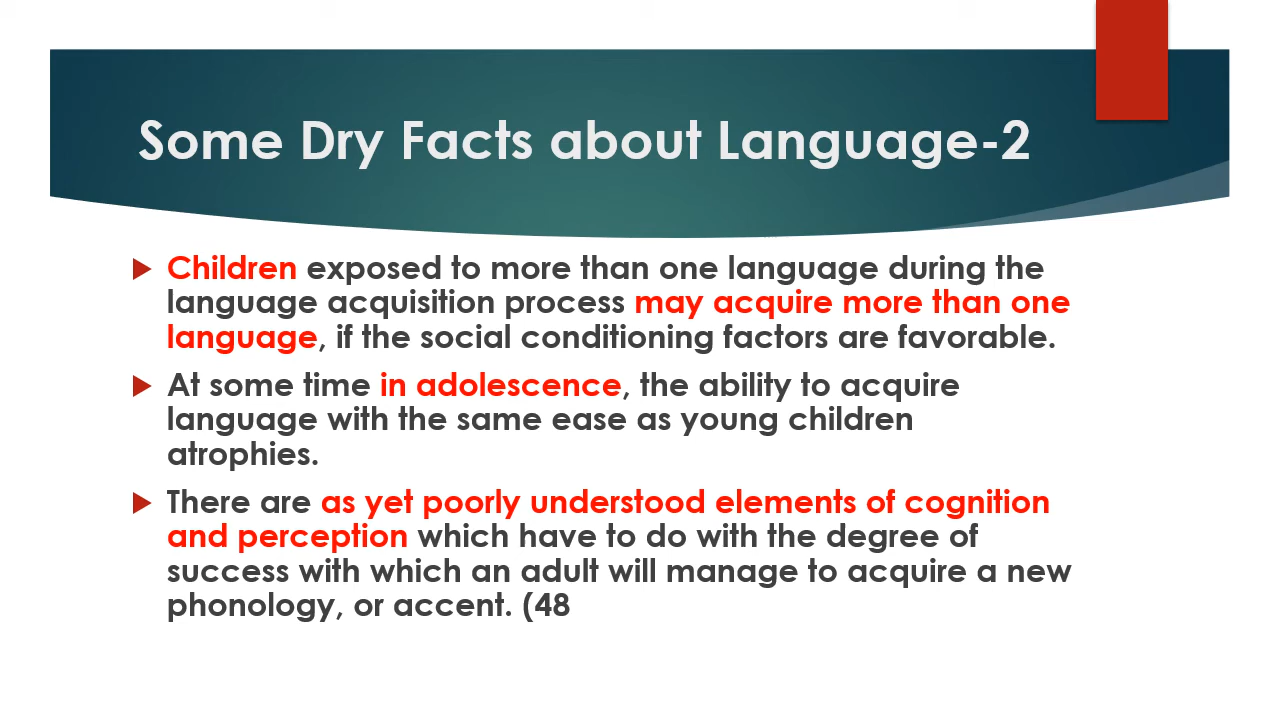 Some Dry Facts about Language-2
Children exposed to more than one language during the
language acquisition process may acquire more than one
language, if the social conditioning factors are favorable.
At some time in adolescence, the ability to acquire
language with the same ease as young children
atrophies.
There are as yet poorly understood elements of cognition
and perception which have to do with the degree of
success with which an adult will manage to acquire a new
phonology, or accent. (48